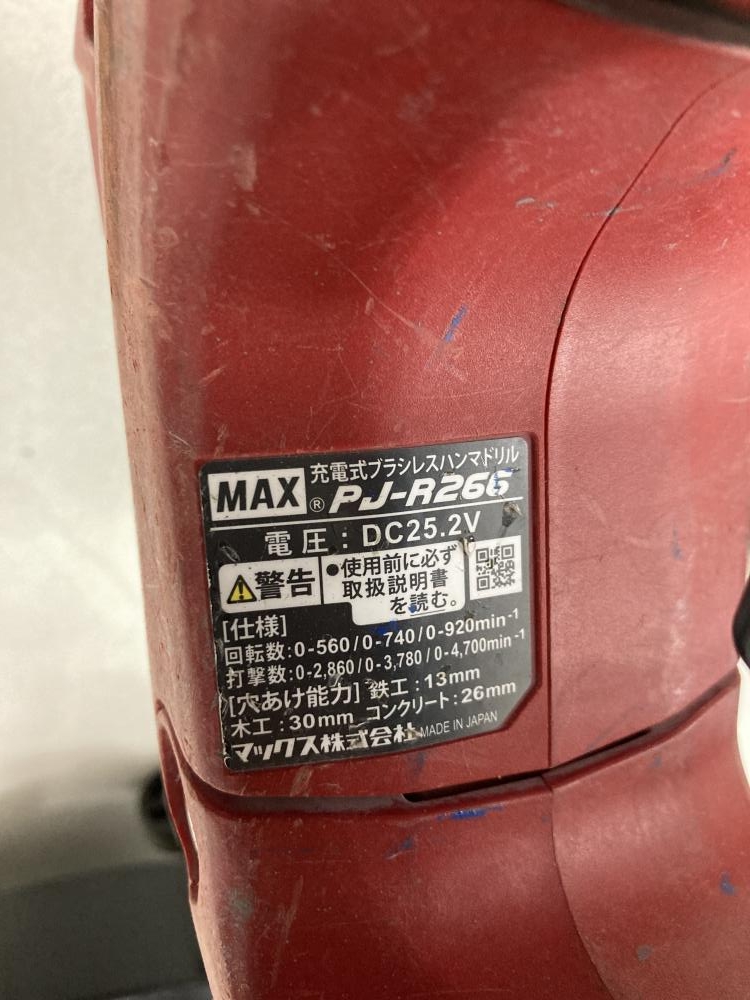 MAX® 充電式ブラシレスハンマドリル
PJ-R266
電圧:DC25.2V
⚠警告 •使用前に必ず
取扱説明書
を読む。
[仕様]
回転数:0-560/0-740/0-920min⁻¹
打撃数:0-2,860/0-3,780/0-4,700min⁻¹
[穴あけ能力] 鉄工:13mm
木工:30mm コンクリート:26mm
マックス株式会社 MADE IN JAPAN